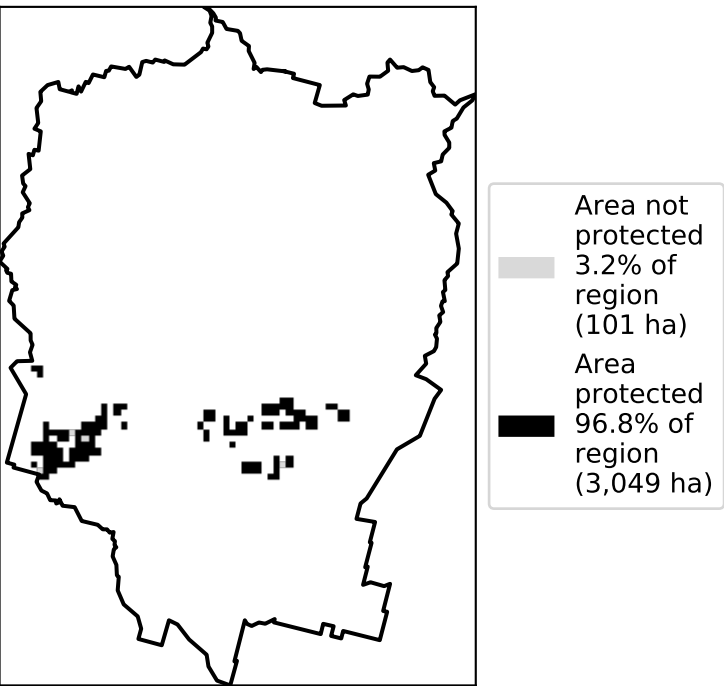 Area not
protected
3.2% of
region
(101 ha)
Area
protected
96.8% of
region
(3,049 ha)